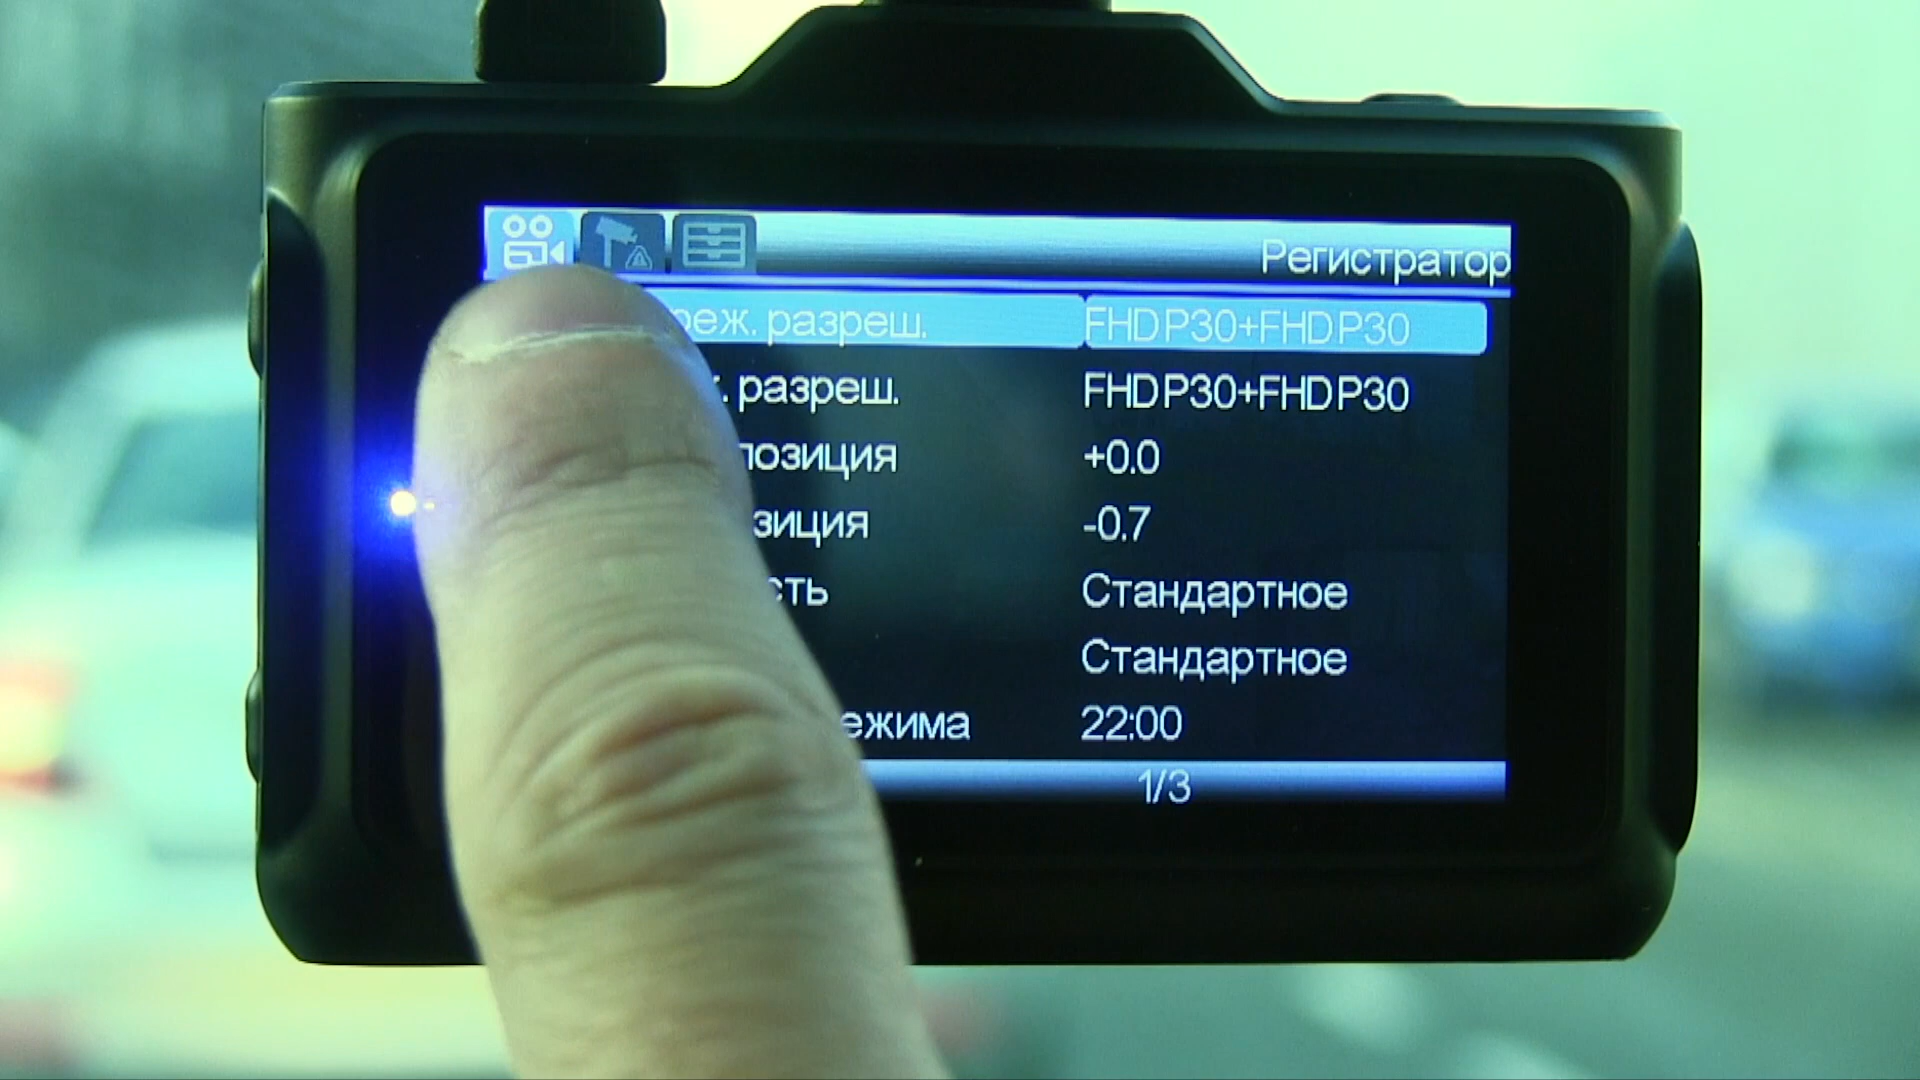 Регистратор
реж. разреш. FHD P30+FHD P30
. разреш. FHD P30+FHD P30
позиция +0.0
зиция -0.7
сть Стандартное
Стандартное
ежима 22:00
1/3